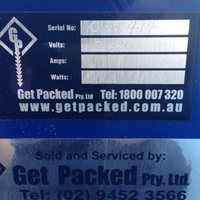 GP
Serial No:
Volts:
Amps:
Watts:
Get Packed Pty. Ltd Tel: 1800 007 320
www.getpacked.com.au
Sold and Serviced by:
Get Packed Pty. Ltd.
Tel: (02) 9452 3566